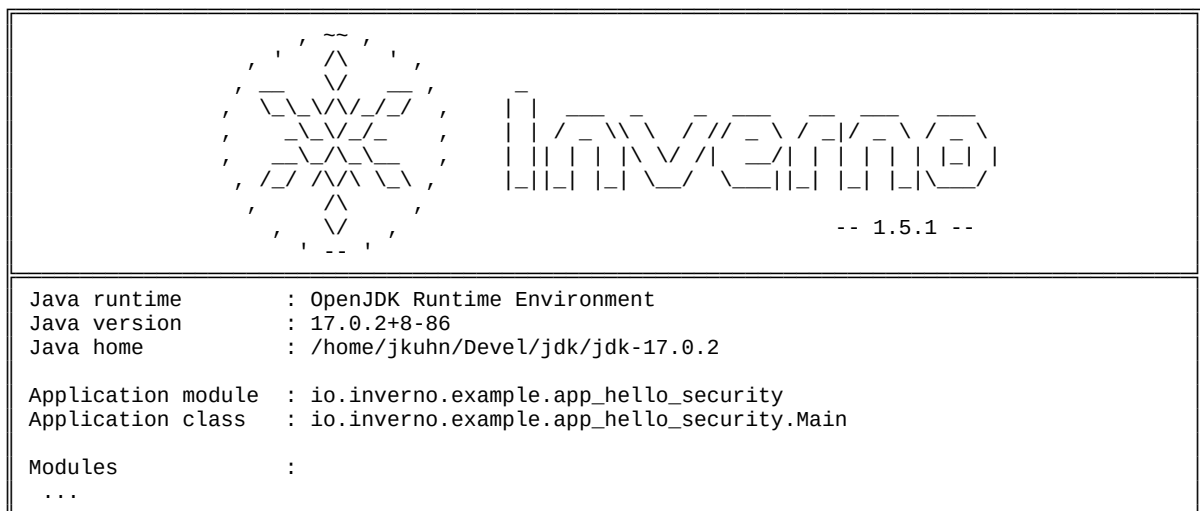 Inverno
-- 1.5.1 --
Java runtime : OpenJDK Runtime Environment
Java version : 17.0.2+8-86
Java home : /home/jkuhn/Devel/jdk/jdk-17.0.2
Application module : io.inverno.example.app_hello_security
Application class : io.inverno.example.app_hello_security.Main
Modules :
...